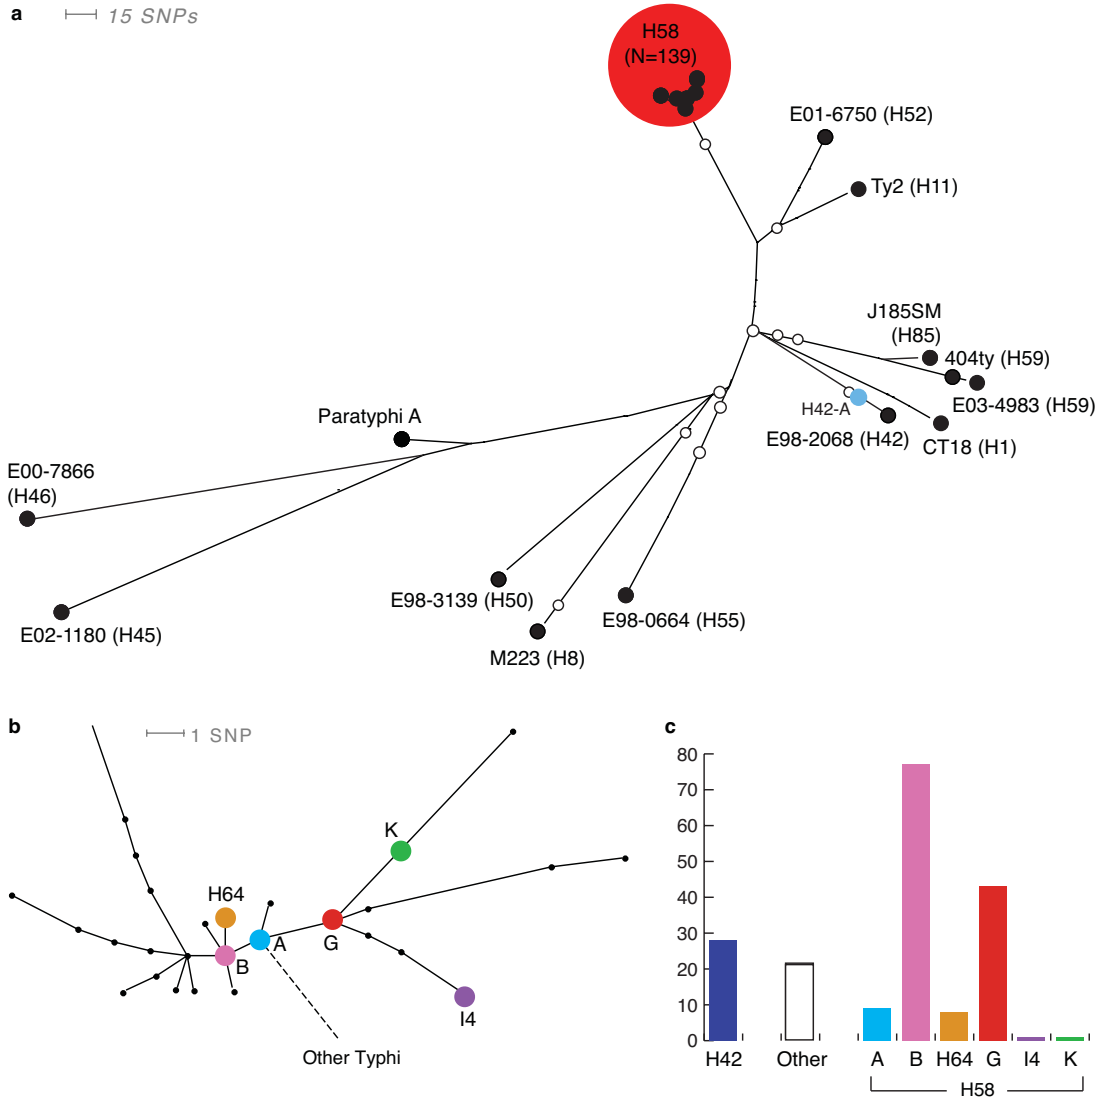 a
15 SNPs
H58
(N=139)
E01-6750 (H52)
Ty2 (H11)
J185SM
(H85)
404ty (H59)
E03-4983 (H59)
H42-A
E98-2068 (H42)
CT18 (H1)
Paratyphi A
E00-7866
(H46)
E98-3139 (H50)
E98-0664 (H55)
E02-1180 (H45)
M223 (H8)
b
1 SNP
K
H64
A
G
B
I4
Other Typhi
c
80
70
60
50
40
30
20
10
0
H42
Other
A
B
H64
G
I4
K
H58